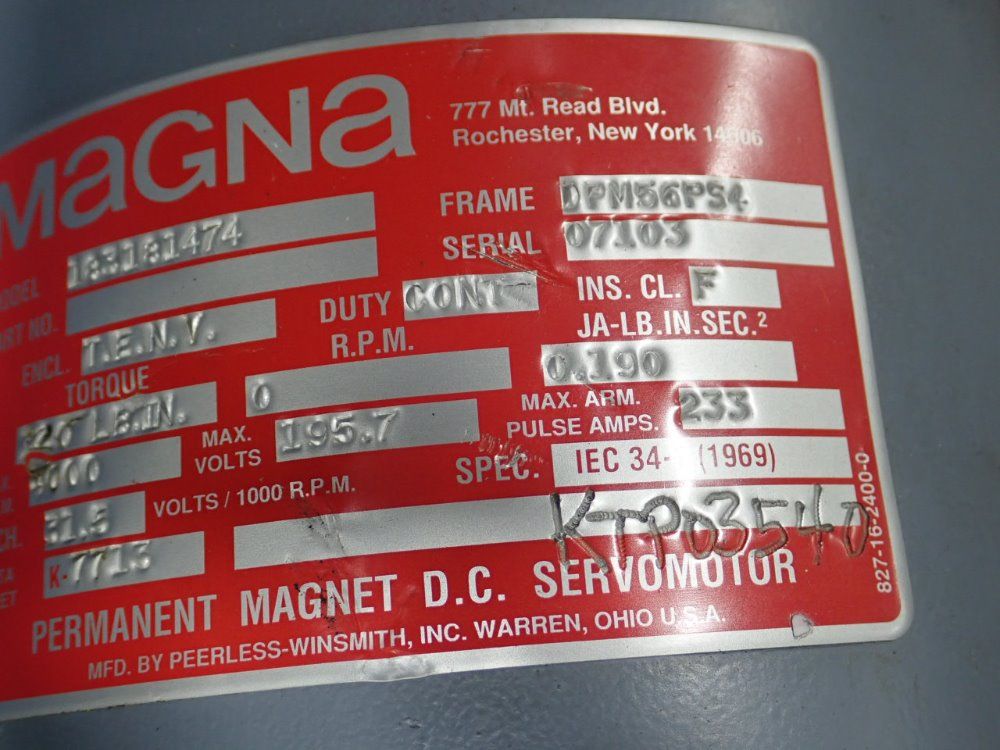 MAGNA
777 Mt. Read Blvd.
Rochester, New York 14606
FRAME DPM56PS4
183181474
SERIAL 07103
DUTY CONT INS. CL. F
ENCL. T.E.N.V.
R.P.M. JA-LB.IN.SEC.²
TORQUE
0 0.190
LB.IN. MAX. VOLTS 195.7 MAX. ARM. PULSE AMPS. 233
SPEC. IEC 34- (1969)
VOLTS / 1000 R.P.M.
KTP03540
K-7713
PERMANENT MAGNET D.C. SERVOMOTOR
MFD. BY PEERLESS-WINSMITH, INC. WARREN, OHIO U.S.A.
827-16-2400-0